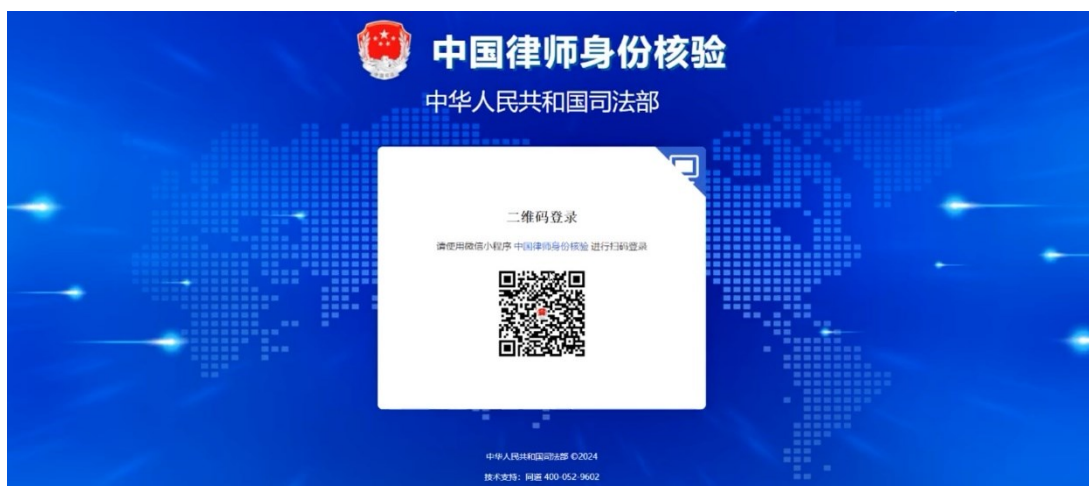 中国律师身份核验
中华人民共和国司法部
二维码登录
请使用微信小程序 中国律师身份核验 进行扫码登录
中华人民共和国司法部 ©2024
技术支持：同道 400-052-9602